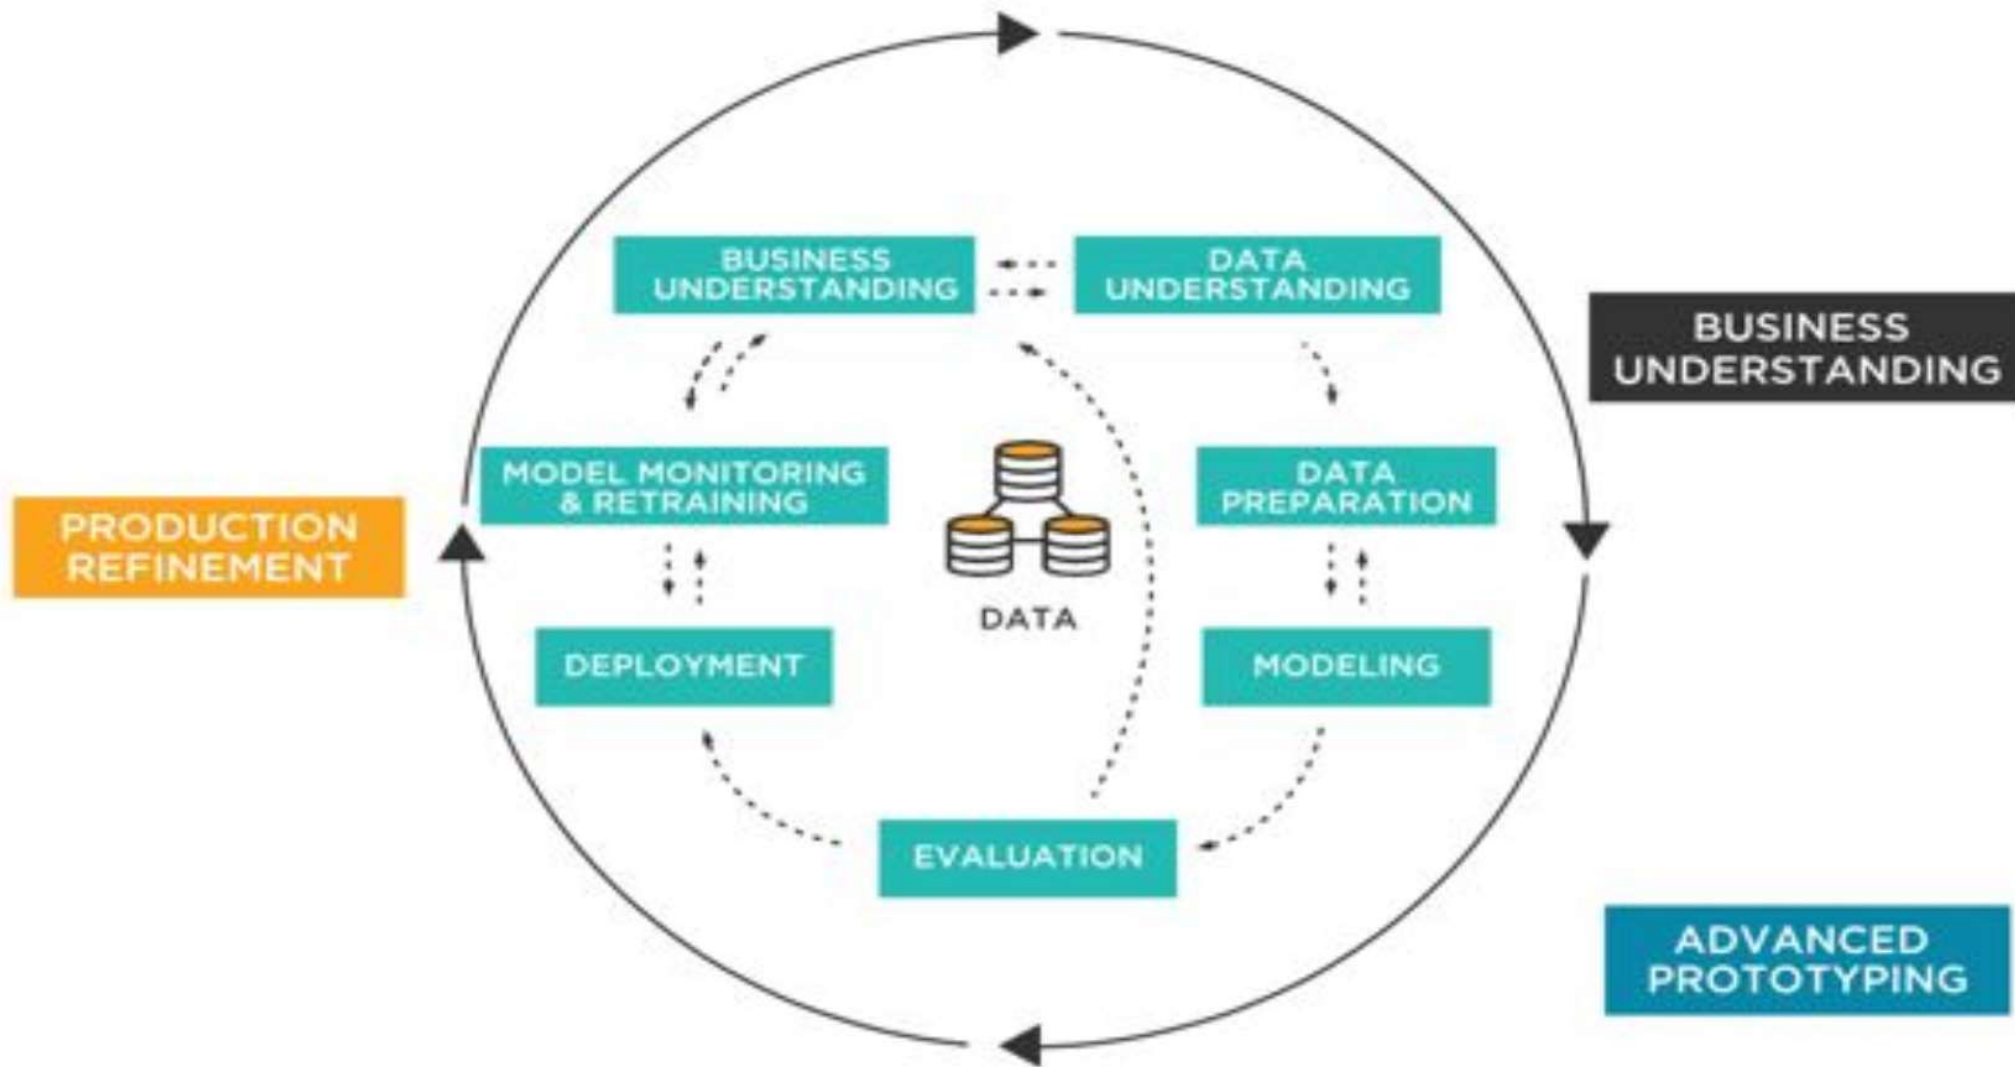 BUSINESS
UNDERSTANDING
DATA
UNDERSTANDING
BUSINESS
UNDERSTANDING
MODEL MONITORING
& RETRAINING
DATA
PREPARATION
PRODUCTION
REFINEMENT
DATA
DEPLOYMENT
MODELING
EVALUATION
ADVANCED
PROTOTYPING